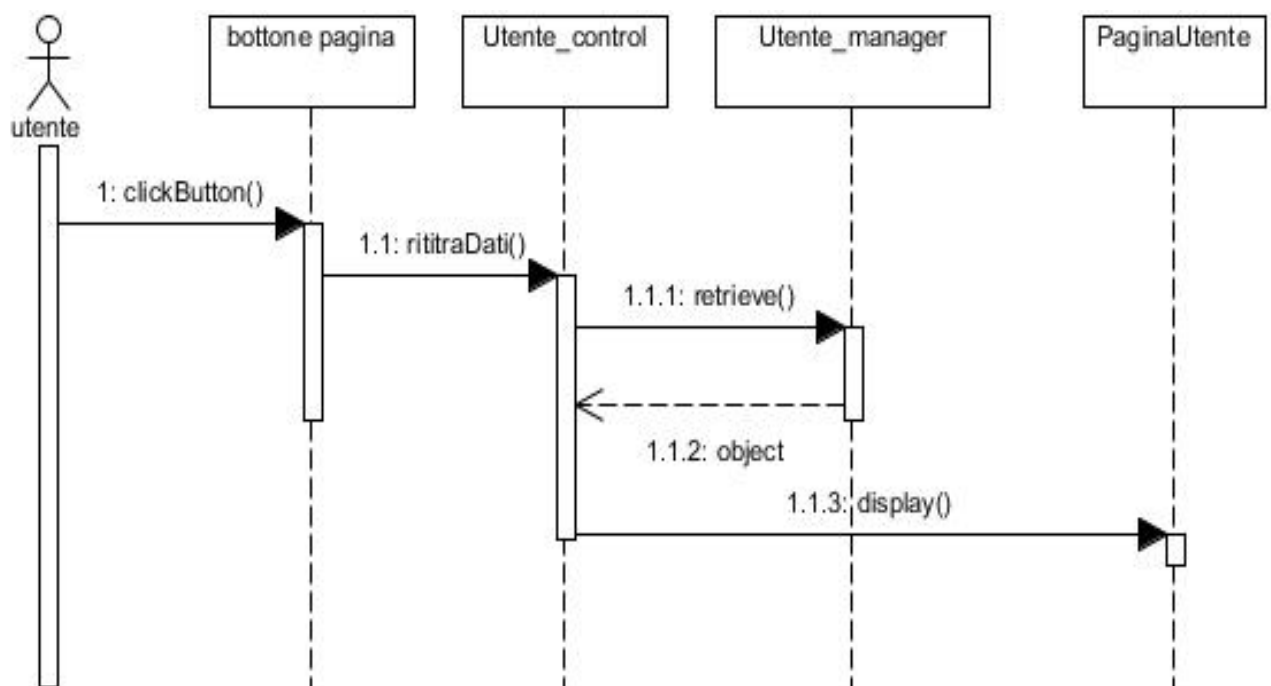 bottone pagina
Utente_control
Utente_manager
PaginaUtente
utente
1: clickButton()
1.1: rititraDati()
1.1.1: retrieve()
1.1.2: object
1.1.3: display()